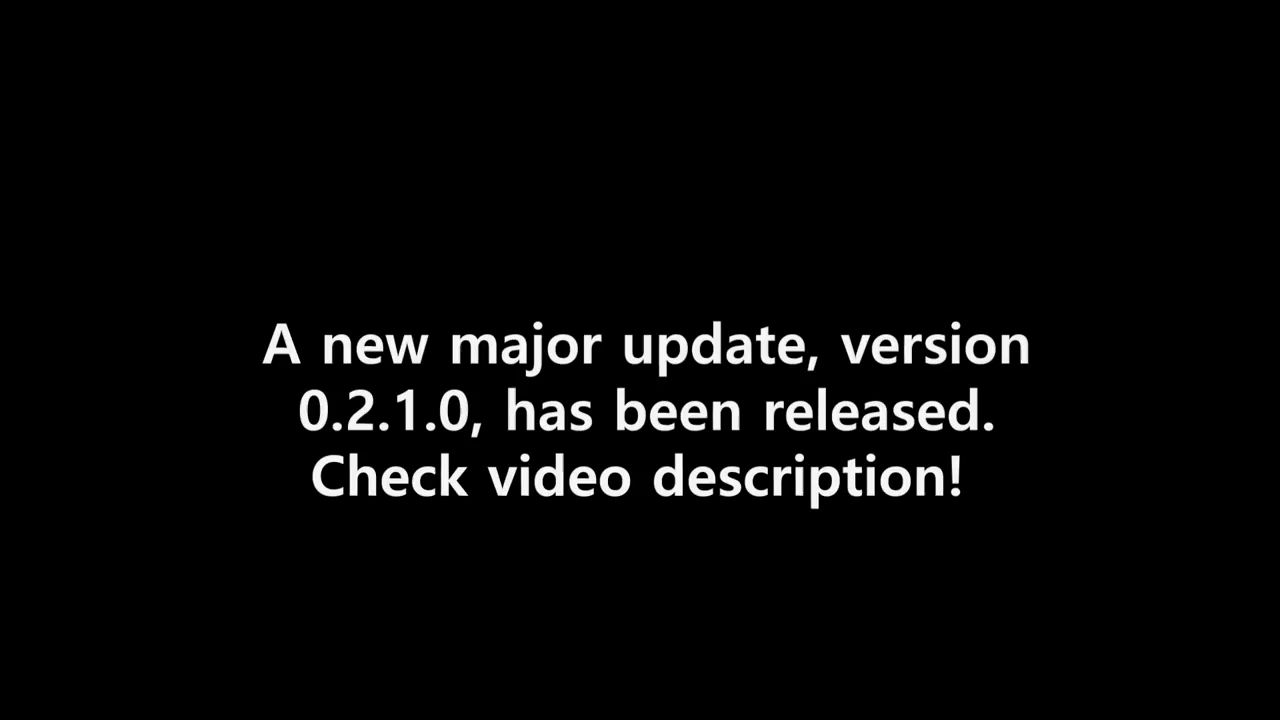 A new major update, version
0.2.1.0, has been released.
Check video description!